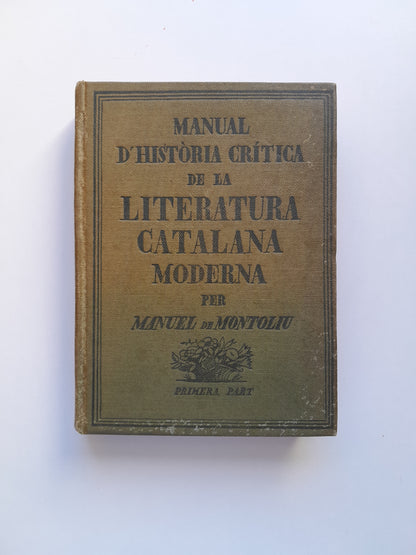 MANUAL
D'HISTÒRIA CRÍTICA
DE LA
LITERATURA
CATALANA
MODERNA
PER
MANUEL DE MONTOLIU
PRIMERA PART